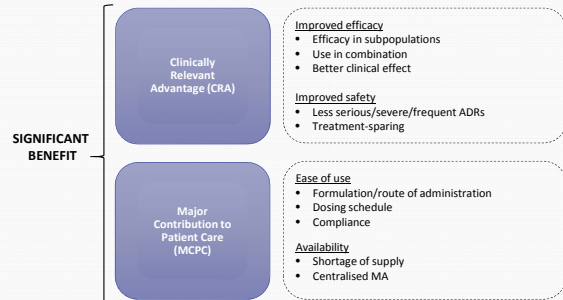 SIGNIFICANT
BENEFIT
Clinically
Relevant
Advantage (CRA)
Improved efficacy
• Efficacy in subpopulations
• Use in combination
• Better clinical effect
Improved safety
• Less serious/severe/frequent ADRs
• Treatment-sparing
Major
Contribution to
Patient Care
(MCPC)
Ease of use
• Formulation/route of administration
• Dosing schedule
• Compliance
Availability
• Shortage of supply
• Centralised MA